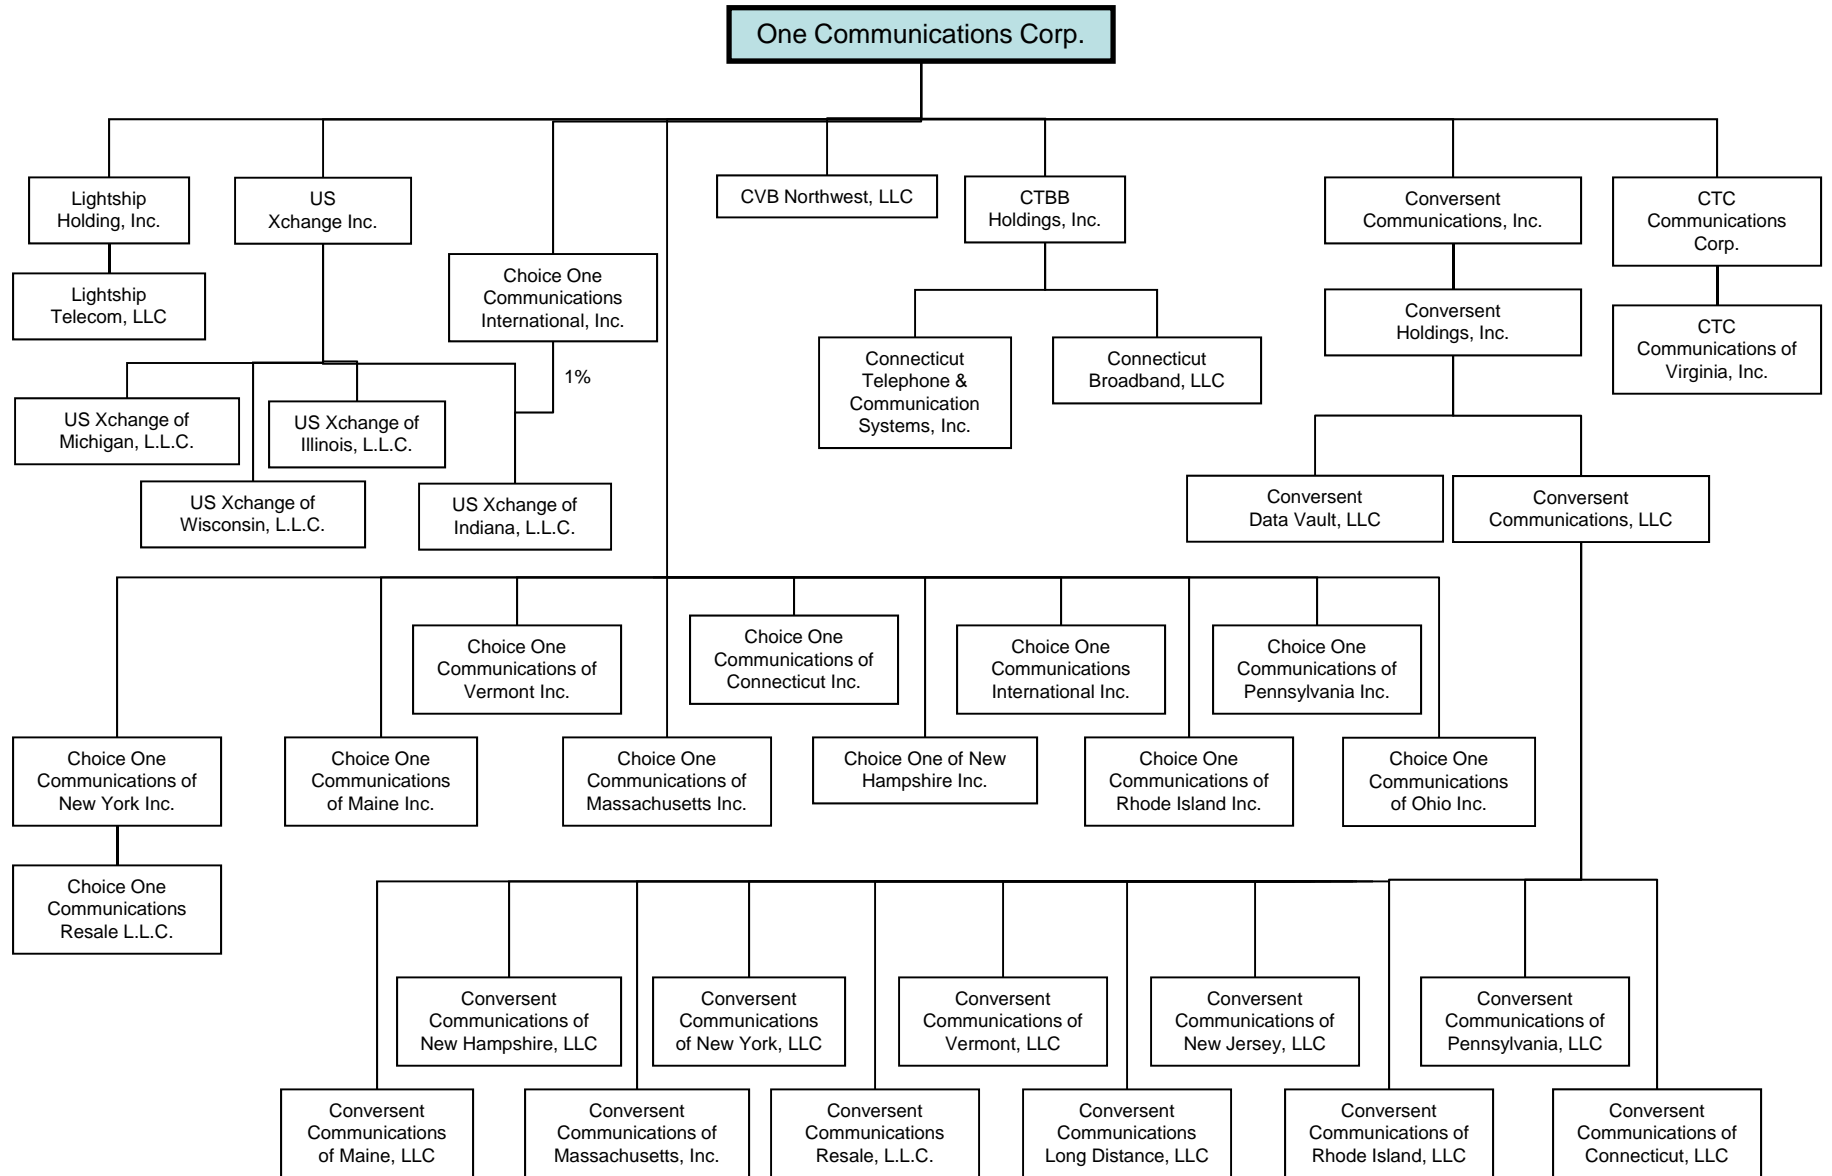 One Communications Corp.
Lightship
Holding, Inc.
US
Xchange Inc.
CVB Northwest, LLC
CTBB
Holdings, Inc.
Conversent
Communications, Inc.
CTC
Communications
Corp.
Lightship
Telecom, LLC
Choice One
Communications
International, Inc.
Conversent
Holdings, Inc.
CTC
Communications of
Virginia, Inc.
1%
Connecticut
Telephone &
Communication
Systems, Inc.
Connecticut
Broadband, LLC
US Xchange of
Michigan, L.L.C.
US Xchange of
Illinois, L.L.C.
US Xchange of
Wisconsin, L.L.C.
US Xchange of
Indiana, L.L.C.
Conversent
Data Vault, LLC
Conversent
Communications, LLC
Choice One
Communications of
Vermont Inc.
Choice One
Communications of
Connecticut Inc.
Choice One
Communications
International Inc.
Choice One
Communications of
Pennsylvania Inc.
Choice One
Communications of
New York Inc.
Choice One
Communications
of Maine Inc.
Choice One
Communications of
Massachusetts Inc.
Choice One of New
Hampshire Inc.
Choice One
Communications of
Rhode Island Inc.
Choice One
Communications
of Ohio Inc.
Choice One
Communications
Resale L.L.C.
Conversent
Communications of
New Hampshire, LLC
Conversent
Communications
of New York, LLC
Conversent
Communications of
Vermont, LLC
Conversent
Communications of
New Jersey, LLC
Conversent
Communications of
Pennsylvania, LLC
Conversent
Communications
of Maine, LLC
Conversent
Communications of
Massachusetts, Inc.
Conversent
Communications
Resale, L.L.C.
Conversent
Communications
Long Distance, LLC
Conversent
Communications of
Rhode Island, LLC
Conversent
Communications of
Connecticut, LLC